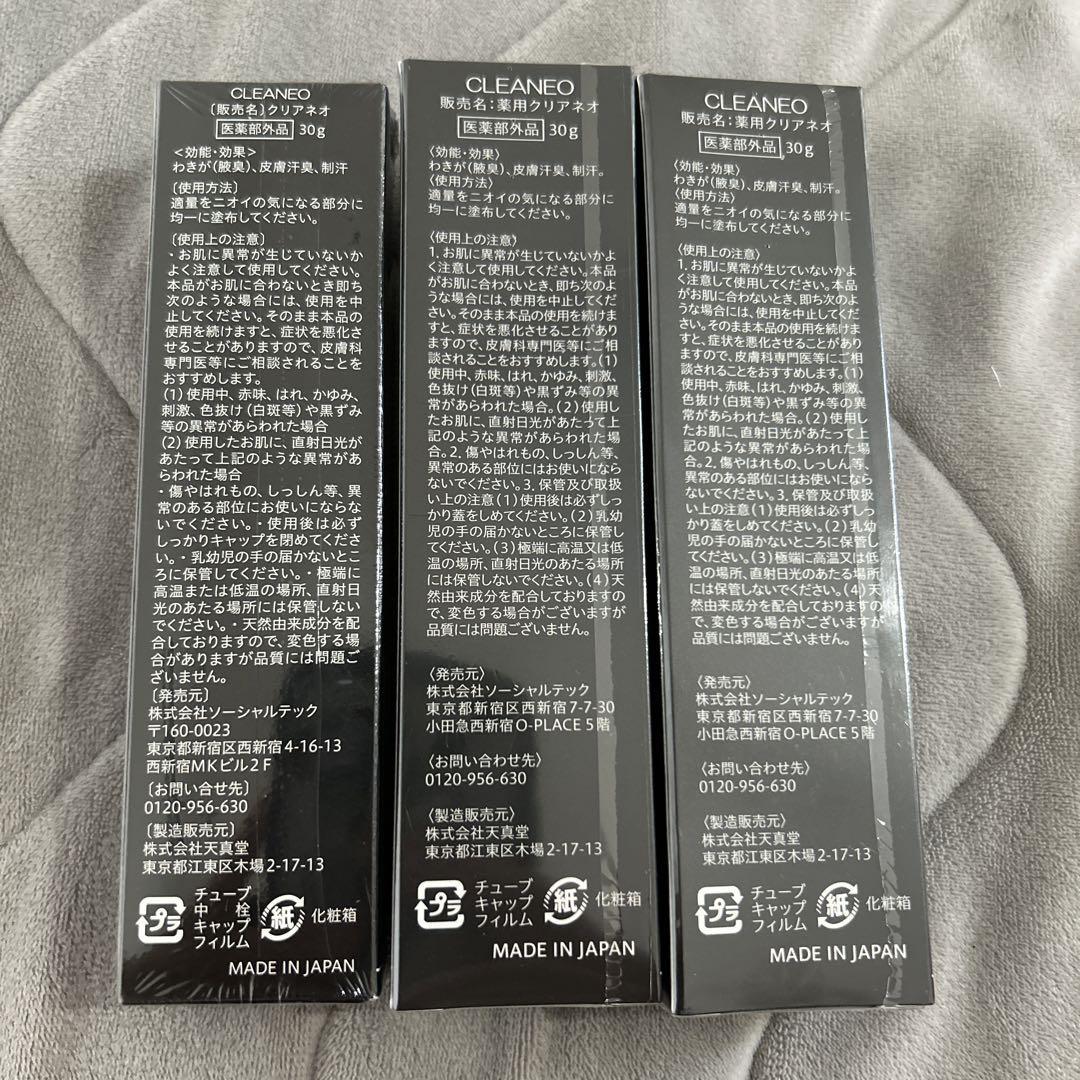 CLEANEO
〔販売名〕クリアネオ
医薬部外品 30g
<効能・効果>
わきが(腋臭)、皮膚汗臭、制汗
〔使用方法〕
適量をニオイの気になる部分に
均一に塗布してください。
〔使用上の注意〕
・お肌に異常が生じていないか
よく注意して使用してください。
本品がお肌に合わないとき即ち
次のような場合には、使用を中
止してください。そのまま本品の
使用を続けますと、症状を悪化さ
せることがありますので、皮膚科
専門医等にご相談されることを
おすすめします。
(1)使用中、赤味、はれ、かゆみ、
刺激、色抜け(白斑等)や黒ずみ
等の異常があらわれた場合
(2)使用したお肌に、直射日光が
あたって上記のような異常があ
らわれた場合
・傷やはれもの、しっしん等、異
常のある部位にお使いにならな
いでください。・使用後は必ず
しっかりキャップを閉めてくださ
い。・乳幼児の手の届かないとこ
ろに保管してください。・極端に
高温または低温の場所、直射日
光のあたる場所には保管しない
でください。・天然由来成分を配
合しておりますので、変色する場
合がありますが品質には問題ご
ざいません。
〔発売元〕
株式会社ソーシャルテック
〒160-0023
東京都新宿区西新宿4-16-13
西新宿MKビル2F
〔お問い合せ先〕
0120-956-630
〔製造販売元〕
株式会社天真堂
東京都江東区木場2-17-13
プラ
チューブ
中栓
キャップ
フィルム
紙
化粧箱
MADE IN JAPAN
CLEANEO
販売名:薬用クリアネオ
医薬部外品 30g
〈効能・効果〉
わきが(腋臭)、皮膚汗臭、制汗。
〈使用方法〉
適量をニオイの気になる部分に
均一に塗布してください。
〈使用上の注意〉
1. お肌に異常が生じていないかよ
く注意して使用してください。本品
がお肌に合わないとき、即ち次のよ
うな場合には、使用を中止してくださ
い。そのまま本品の使用を続けます
と、症状を悪化させることがあり
ますので、皮膚科専門医等にご相
談されることをおすすめします。(1)
使用中、赤味、はれ、かゆみ、刺激、
色抜け(白斑等)や黒ずみ等の異
常があらわれた場合。(2)使用し
たお肌に、直射日光があたって上
記のような異常があらわれた場
合。2. 傷やはれもの、しっしん等、
異常のある部位にはお使いになら
ないでください。3. 保管及び取扱
い上の注意(1)使用後は必ずしっ
かり蓋をしめてください。(2)乳幼
児の手の届かないところに保管し
てください。(3)極端に高温又は低
温の場所、直射日光のあたる場所
には保管しないでください。(4)天
然由来成分を配合しておりますの
で、変色する場合がございますが
品質には問題ございません。
〈発売元〉
株式会社ソーシャルテック
東京都新宿区西新宿7-7-30
小田急西新宿O-PLACE 5階
〈お問い合わせ先〉
0120-956-630
〈製造販売元〉
株式会社天真堂
東京都江東区木場2-17-13
プラ
チューブ
キャップ
フィルム
紙
化粧箱
MADE IN JAPAN
CLEANEO
販売名:薬用クリアネオ
医薬部外品 30g
〈効能・効果〉
わきが(腋臭)、皮膚汗臭、制汗。
〈使用方法〉
適量をニオイの気になる部分に
均一に塗布してください。
〈使用上の注意〉
1. お肌に異常が生じていないかよ
く注意して使用してください。本品
がお肌に合わないとき、即ち次のよ
うな場合には、使用を中止してくださ
い。そのまま本品の使用を続けま
すと、症状を悪化させることがあり
ますので、皮膚科専門医等にご相
談されることをおすすめします。(1)
使用中、赤味、はれ、かゆみ、刺激、
色抜け(白斑等)や黒ずみ等の異
常があらわれた場合。(2)使用し
たお肌に、直射日光があたって上
記のような異常があらわれた場
合。2. 傷やはれもの、しっしん等、
異常のある部位にはお使いになら
ないでください。3. 保管及び取扱
い上の注意(1)使用後は必ずしっ
かり蓋をしめてください。(2)乳幼
児の手の届かないところに保管し
てください。(3)極端に高温又は低
温の場所、直射日光のあたる場所
には保管しないでください。(4)天
然由来成分を配合しておりますの
で、変色する場合がございますが
品質には問題ございません。
〈発売元〉
株式会社ソーシャルテック
東京都新宿区西新宿7-7-30
小田急西新宿O-PLACE 5階
〈お問い合わせ先〉
0120-956-630
〈製造販売元〉
株式会社天真堂
東京都江東区木場2-17-13
プラ
チューブ
キャップ
フィルム
紙
化粧箱
MADE IN JAPAN